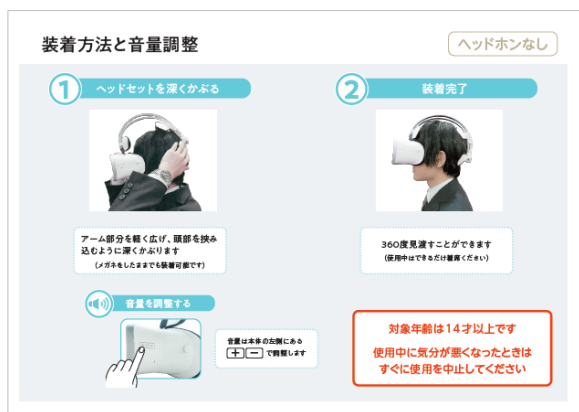 装着方法と音量調整
ヘッドホンなし
1 ヘッドセットを深くかぶる
アーム部分を軽く広げ、頭部を挟み
込むように深くかぶります
(メガネをしたままでも装着可能です)
2 装着完了
360度見渡すことができます
(使用中はできるだけ着席ください)
音量を調整する
音量は本体の左側にある
+ - で調整します
対象年齢は14才以上です
使用中に気分が悪くなったときは
すぐに使用を中止してください